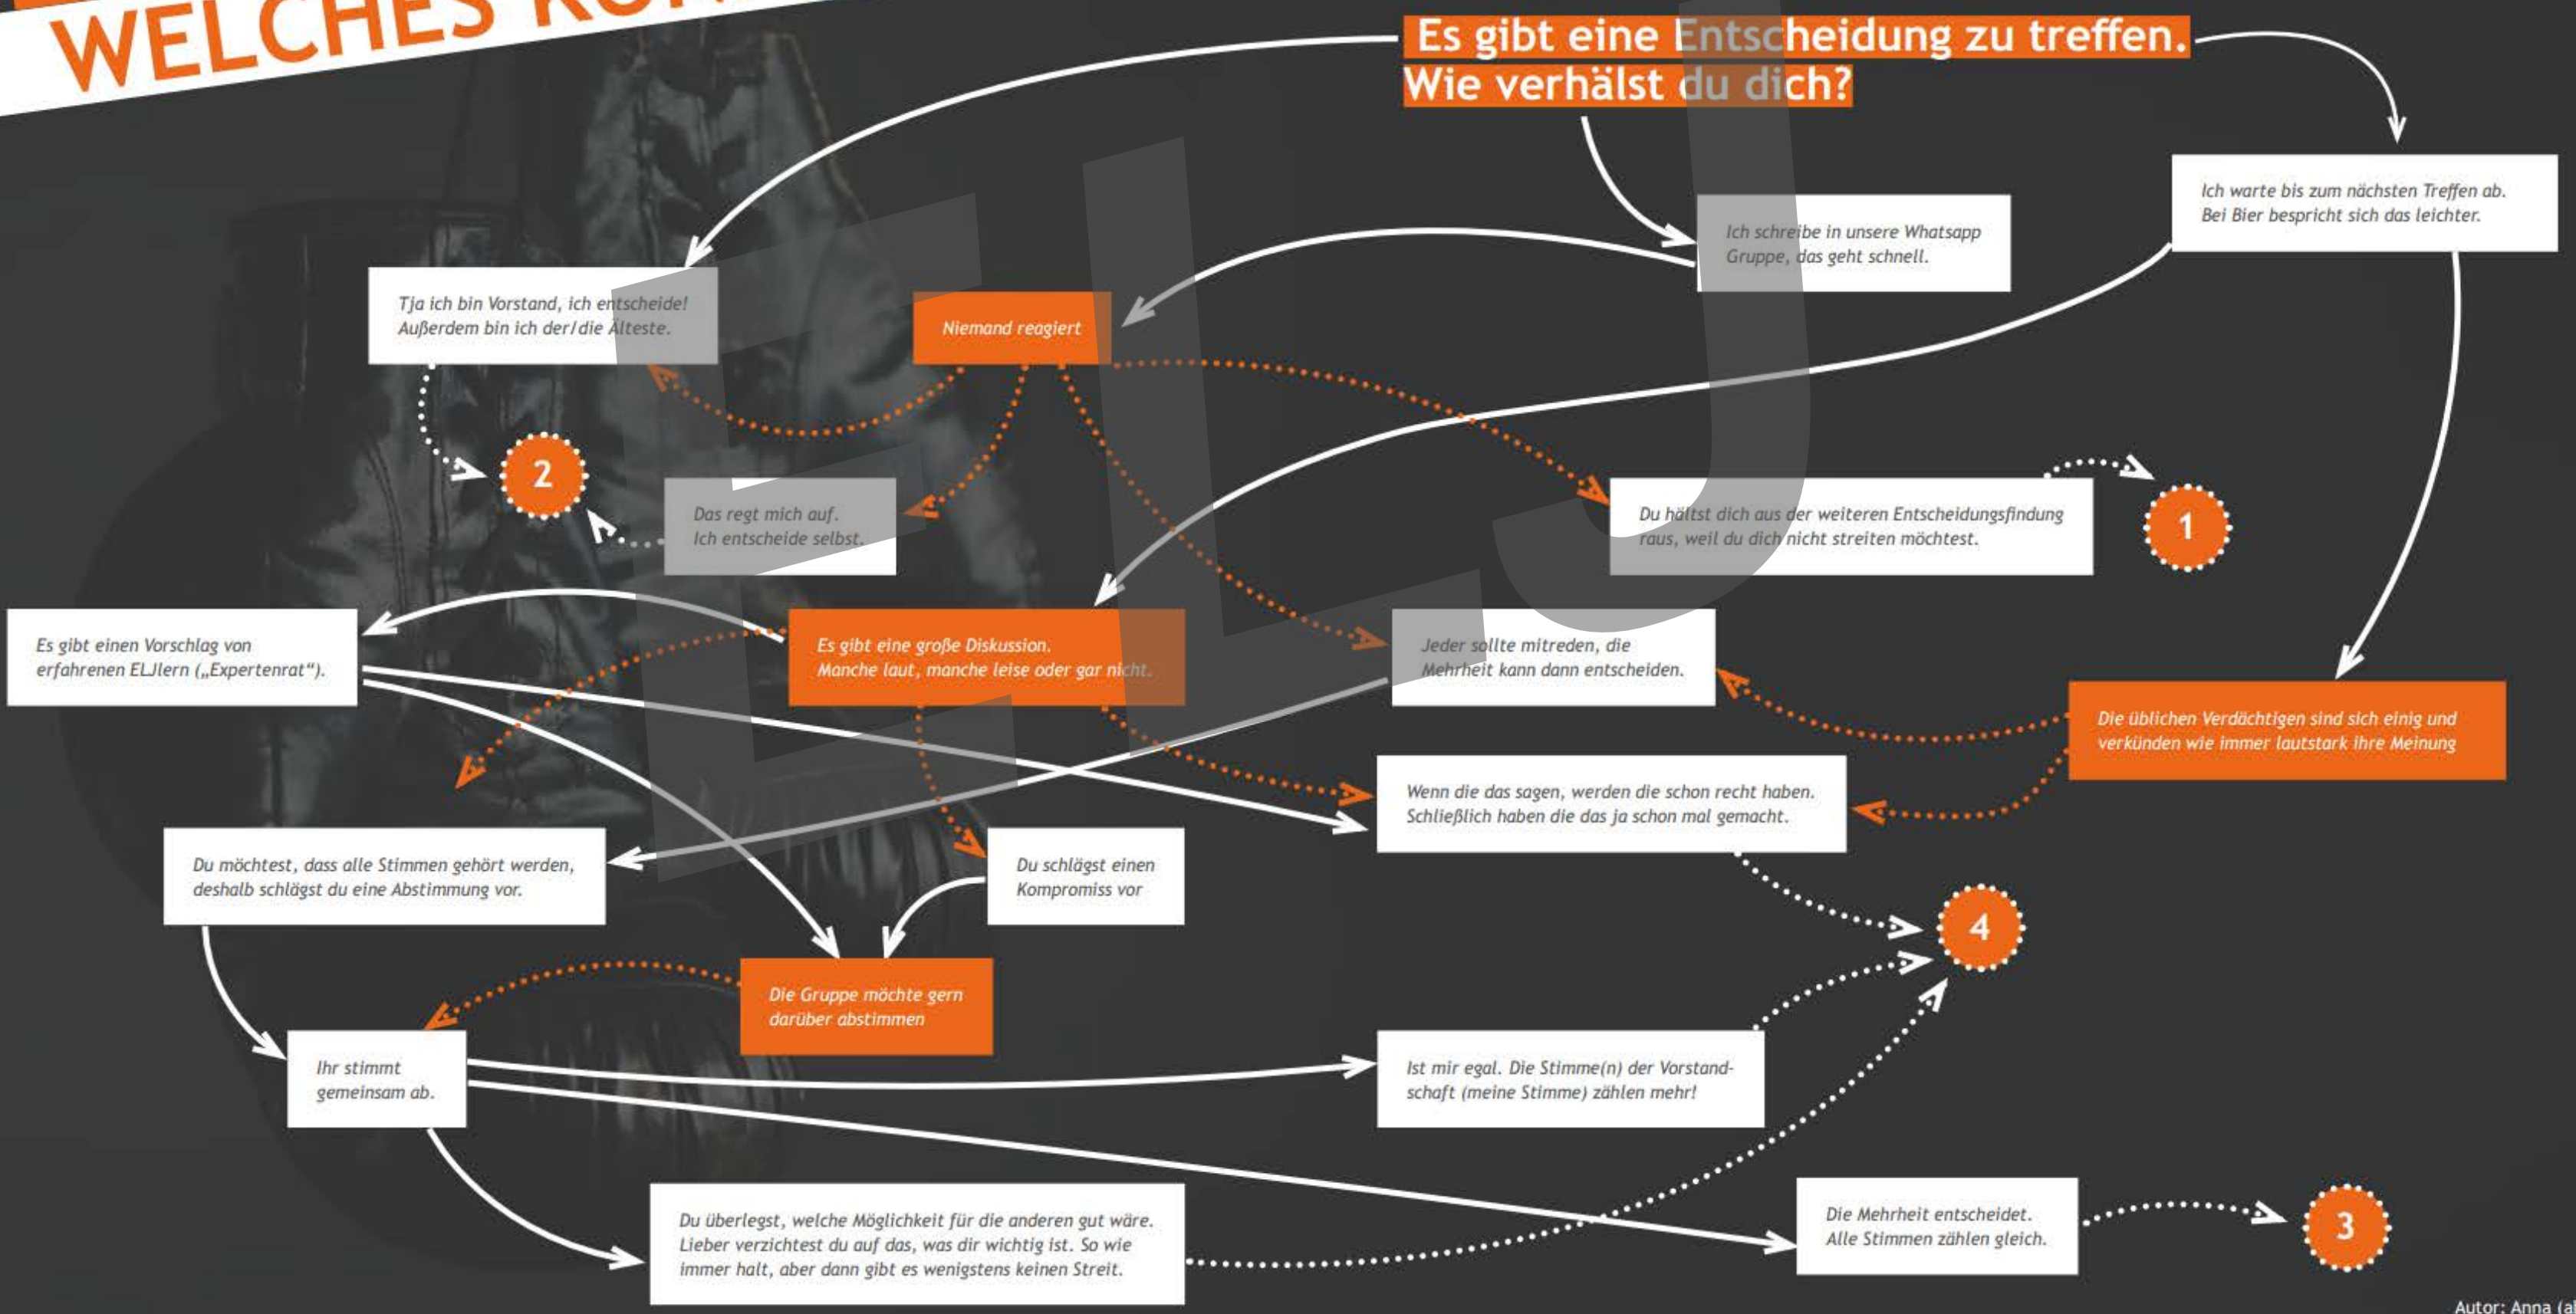 WELCHES
Es gibt eine Entscheidung zu treffen.
Wie verhälst du dich?
Ich warte bis zum nächsten Treffen ab.
Bei Bier bespricht sich das leichter.
Ich schreibe in unsere Whatsapp
Gruppe, das geht schnell.
Tja ich bin Vorstand, ich entscheide!
Außerdem bin ich der/die Älteste.
Niemand reagiert
2
Das regt mich auf.
Ich entscheide selbst.
Du hältst dich aus der weiteren Entscheidungsfindung
raus, weil du dich nicht streiten möchtest.
1
Es gibt einen Vorschlag von
erfahrenen ELJlern („Expertenrat“).
Es gibt eine große Diskussion.
Manche laut, manche leise oder gar nicht.
Jeder sollte mitreden, die
Mehrheit kann dann entscheiden.
Die üblichen Verdächtigen sind sich einig und
verkünden wie immer lautstark ihre Meinung
Wenn die das sagen, werden die schon recht haben.
Schließlich haben die das ja schon mal gemacht.
Du möchtest, dass alle Stimmen gehört werden,
deshalb schlägst du eine Abstimmung vor.
Du schlägst einen
Kompromiss vor
4
Die Gruppe möchte gern
darüber abstimmen
Ihr stimmt
gemeinsam ab.
Ist mir egal. Die Stimme(n) der Vorstand-
schaft (meine Stimme) zählen mehr!
Du überlegst, welche Möglichkeit für die anderen gut wäre.
Lieber verzichtest du auf das, was dir wichtig ist. So wie
immer halt, aber dann gibt es wenigstens keinen Streit.
Die Mehrheit entscheidet.
Alle Stimmen zählen gleich.
3
ELJ
Autor: Anna